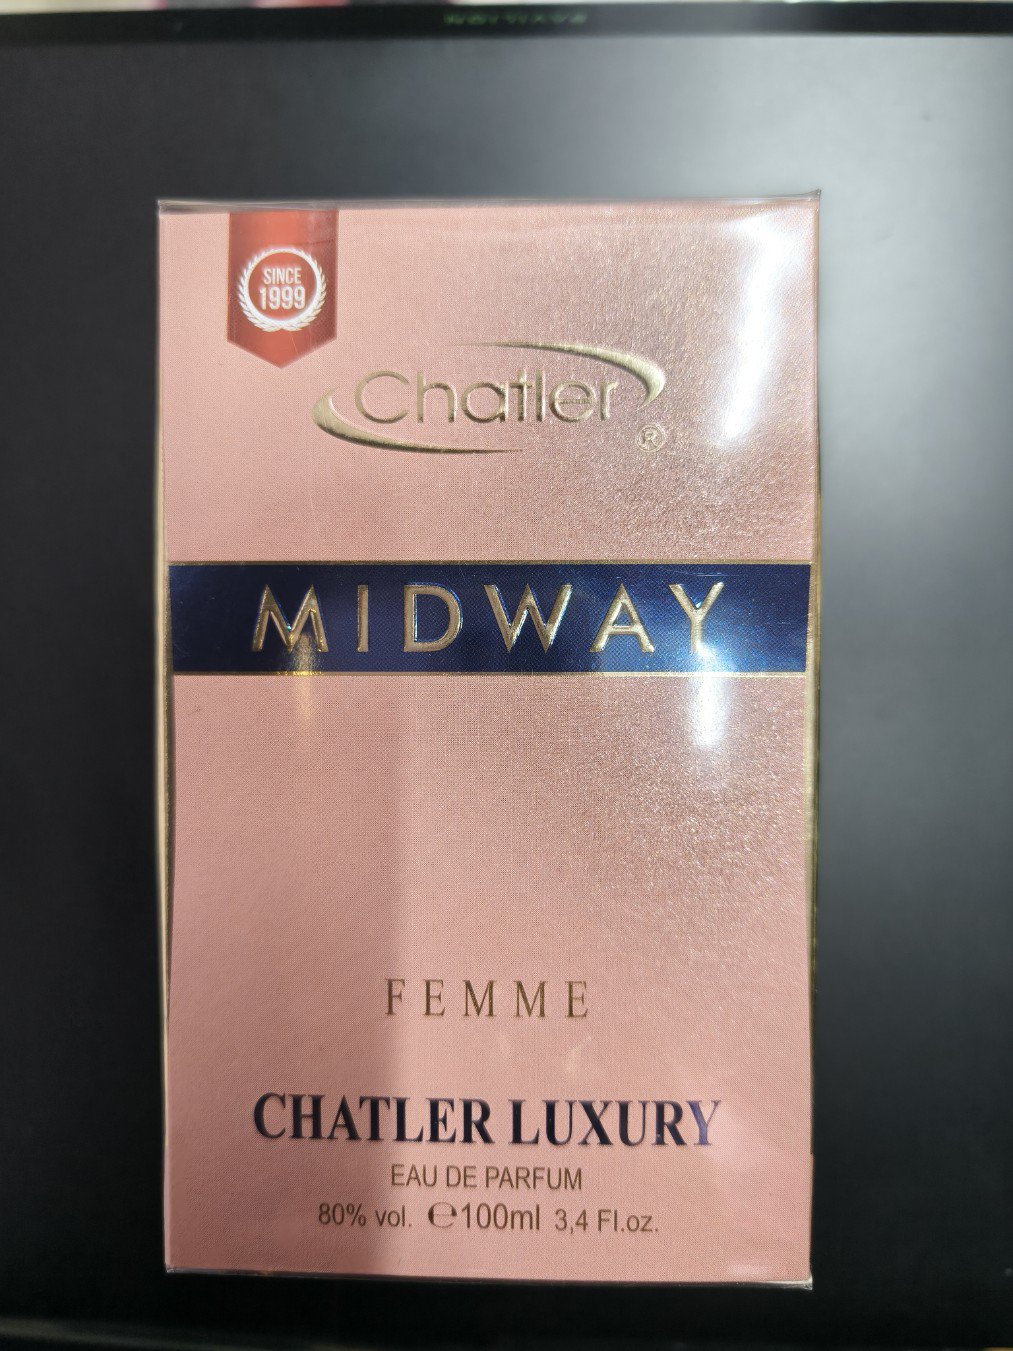 SINCE
1999
Chatler
®
MIDWAY
FEMME
CHATLER LUXURY
EAU DE PARFUM
80% vol. ℮100ml 3,4 Fl.oz.